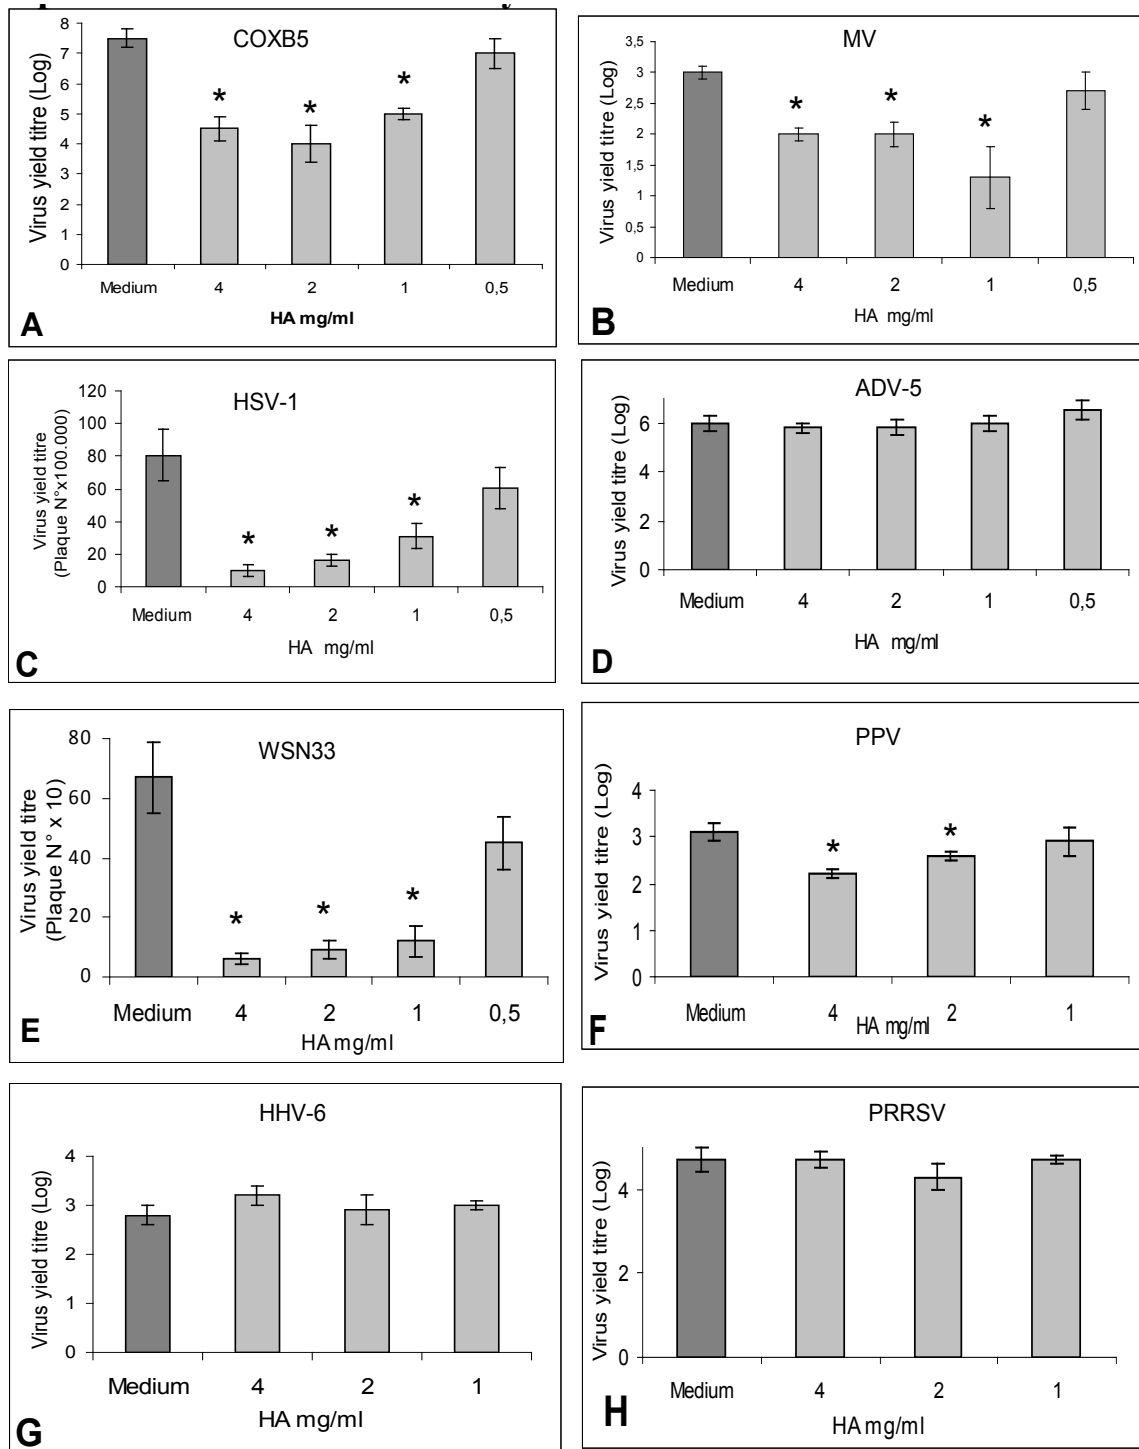 COXB5
Virus yield titre (Log)
8
7
6
5
4
3
2
1
0
* * *
Medium 4 2 1 0,5
HA mg/ml
A
MV
Virus yield titre (Log)
3,5
3
2,5
2
1,5
1
0,5
0
* * *
Medium 4 2 1 0,5
HA mg/ml
B
HSV-1
Virus yield titre
(Plaque N°x100.000)
120
100
80
60
40
20
0
* * *
Medium 4 2 1 0,5
HA mg/ml
C
ADV-5
Virus yield titre (Log)
6
4
2
0
Medium 4 2 1 0,5
HA mg/ml
D
WSN33
Virus yield titre
(Plaque N° x 10)
80
60
40
20
0
* * *
Medium 4 2 1 0,5
HA mg/ml
E
PPV
Virus yield titre (Log)
4
3
2
1
0
* *
Medium 4 2 1
HA mg/ml
F
HHV-6
Virus yield titre (Log)
4
3
2
1
0
Medium 4 2 1
HA mg/ml
G
PRRSV
Virus yield titre (Log)
4
2
0
Medium 4 2 1
HA mg/ml
H